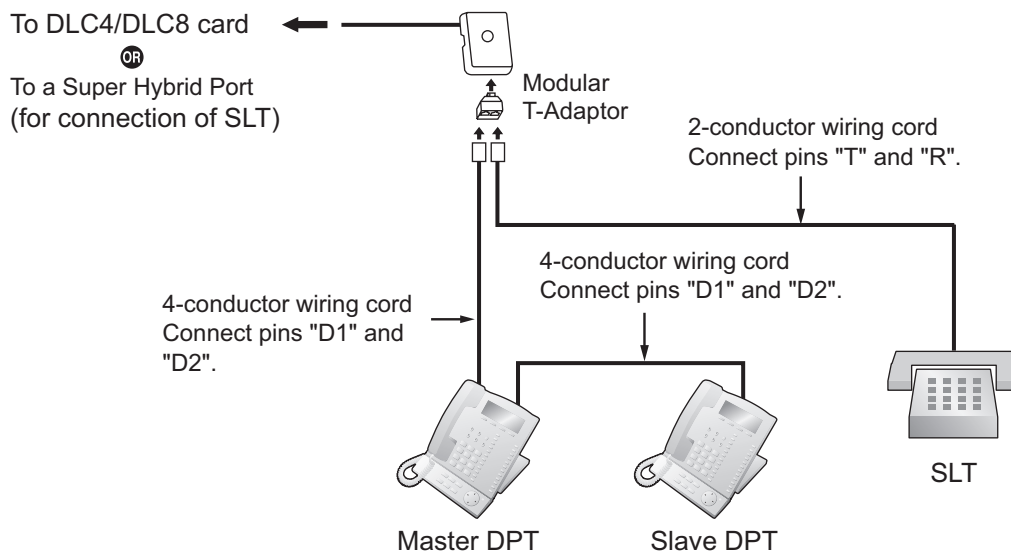 To DLC4/DLC8 card
OR
To a Super Hybrid Port
(for connection of SLT)
Modular
T-Adaptor
2-conductor wiring cord
Connect pins "T" and "R".
4-conductor wiring cord
Connect pins "D1" and "D2".
4-conductor wiring cord
Connect pins "D1" and
"D2".
Master DPT
Slave DPT
SLT